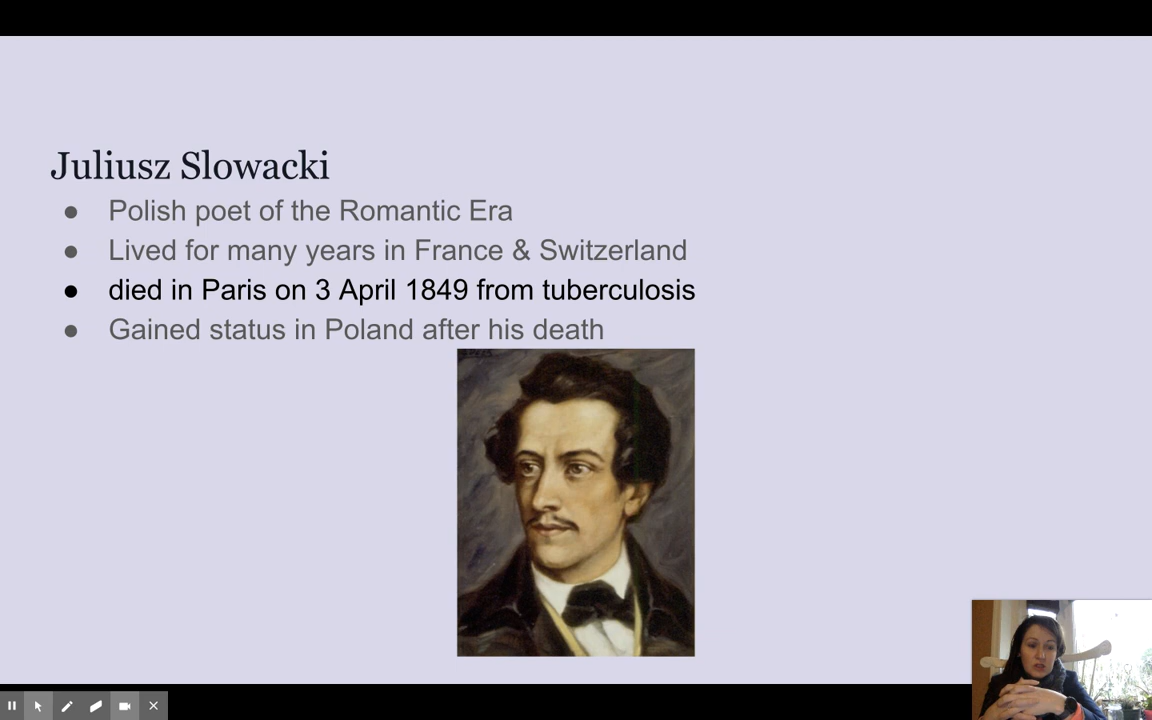 Juliusz Slowacki
● Polish poet of the Romantic Era
● Lived for many years in France & Switzerland
● died in Paris on 3 April 1849 from tuberculosis
● Gained status in Poland after his death